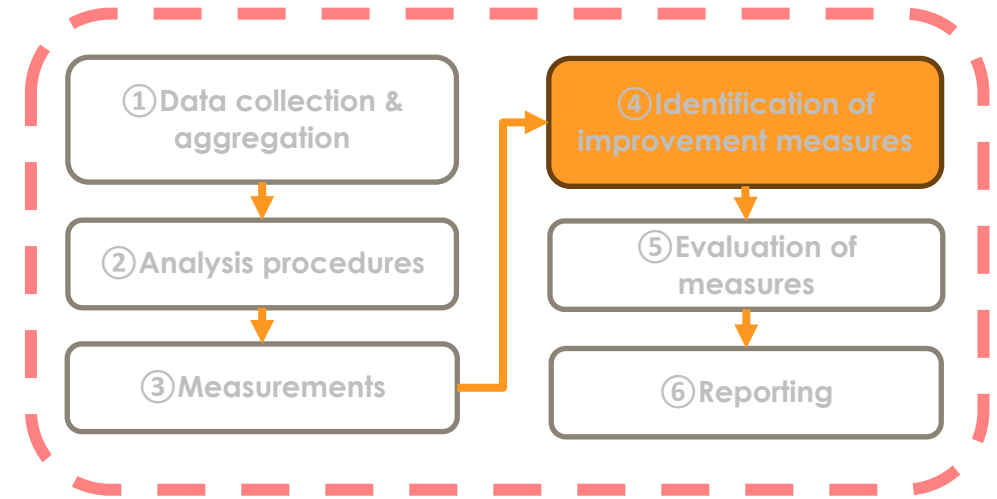 ①Data collection &
aggregation
②Analysis procedures
③Measurements
④Identification of
improvement measures
⑤Evaluation of
measures
⑥Reporting